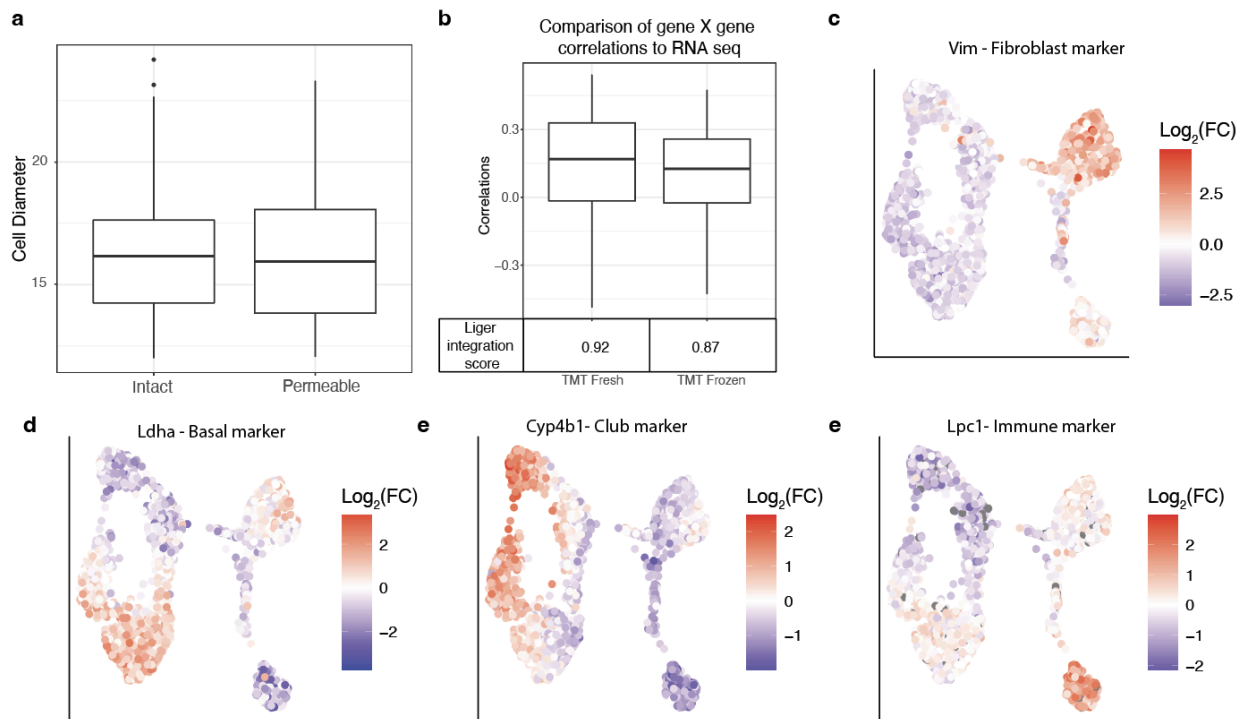 a
Cell Diameter
20
15
Intact
Permeable
b
Comparison of gene X gene
correlations to RNA seq
Correlations
0.3
0.0
−0.3
Liger
integration
score
0.92
0.87
TMT Fresh
TMT Frozen
c
Vim - Fibroblast marker
Log2(FC)
2.5
0.0
−2.5
d
Ldha - Basal marker
Log2(FC)
2
0
−2
e
Cyp4b1- Club marker
Log2(FC)
2
1
0
−1
e
Lpc1- Immune marker
Log2(FC)
2
1
0
−1
−2